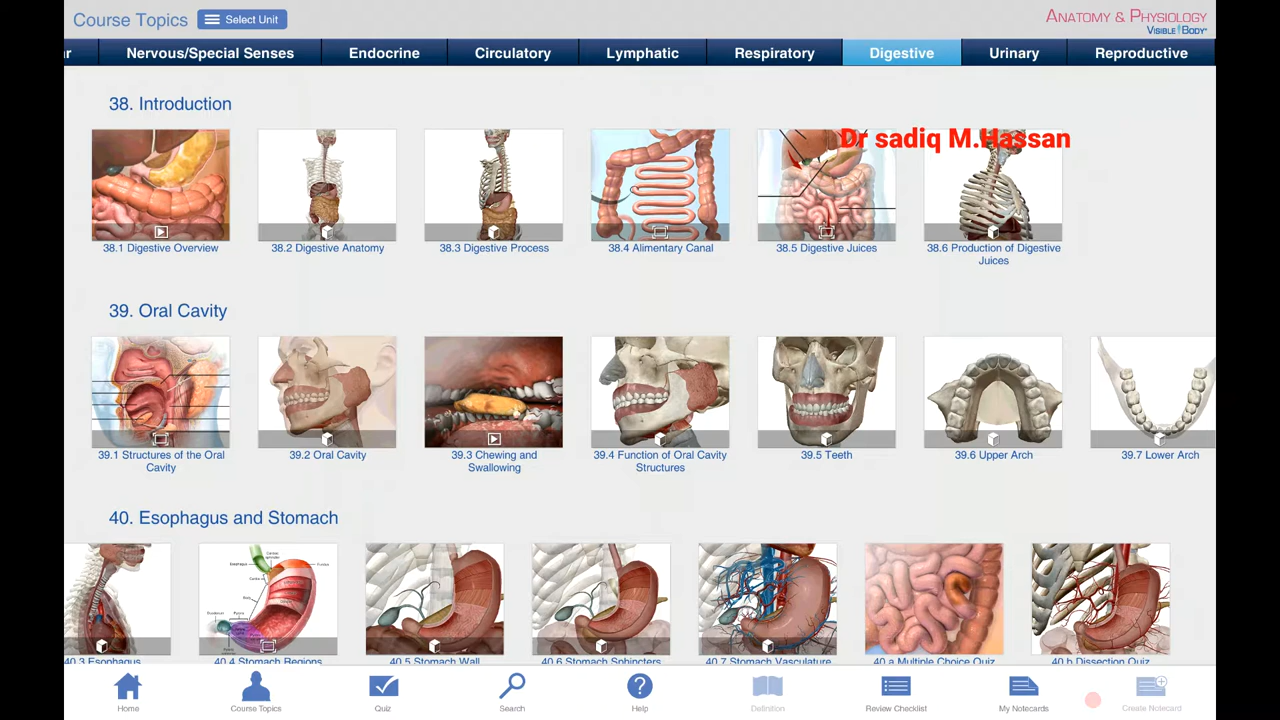 Course Topics
Select Unit
ANATOMY & PHYSIOLOGY
VISIBLE BODY
Nervous/Special Senses
Endocrine
Circulatory
Lymphatic
Respiratory
Digestive
Urinary
Reproductive
38. Introduction
Dr sadiq M.Hassan
38.1 Digestive Overview
38.2 Digestive Anatomy
38.3 Digestive Process
38.4 Alimentary Canal
38.5 Digestive Juices
38.6 Production of Digestive
Juices
39. Oral Cavity
39.1 Structures of the Oral
Cavity
39.2 Oral Cavity
39.3 Chewing and
Swallowing
39.4 Function of Oral Cavity
Structures
39.5 Teeth
39.6 Upper Arch
39.7 Lower Arch
40. Esophagus and Stomach
40.3 Esophagus
40.4 Stomach Regions
40.5 Stomach Wall
40.6 Stomach Sphincters
40.7 Stomach Vasculature
40.a Multiple Choice Quiz
40.b Dissection Quiz
Home
Course Topics
Quiz
Search
Help
Definition
Review Checklist
My Notecards
Create Notecard